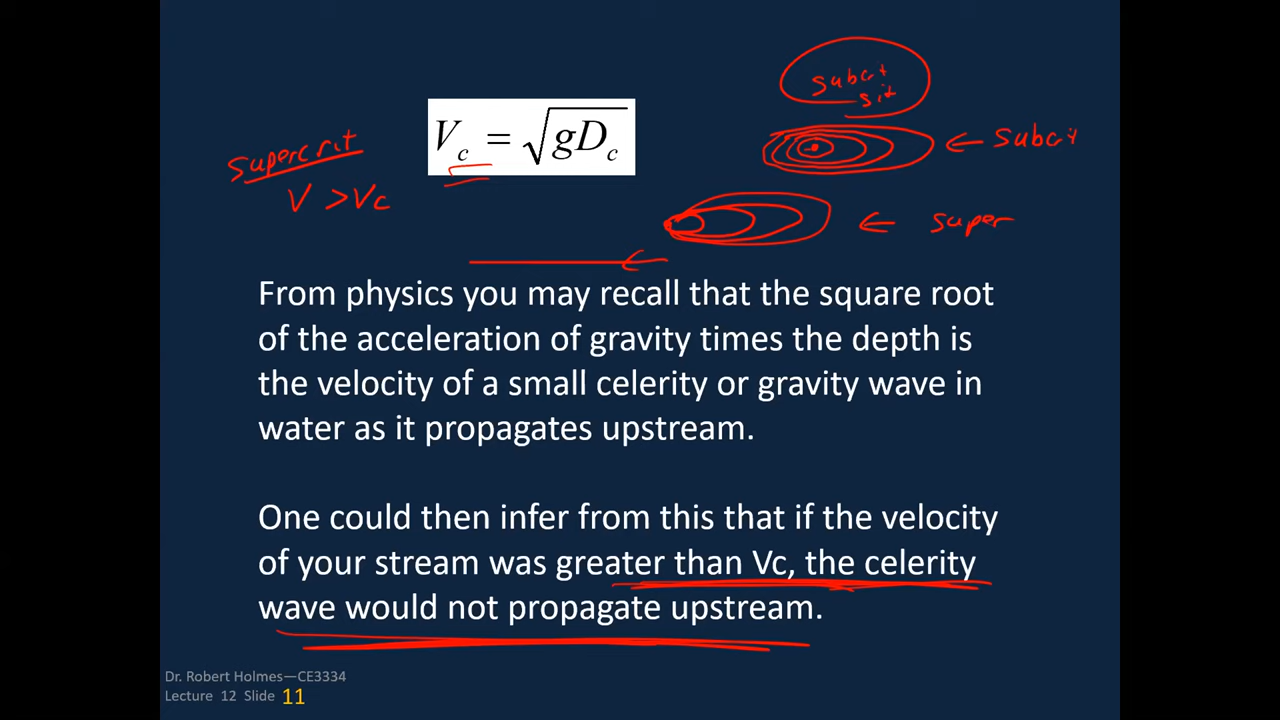 subcrt
sit
Vc = √gDc
supercrit
V > Vc
← subcrt
← super
From physics you may recall that the square root
of the acceleration of gravity times the depth is
the velocity of a small celerity or gravity wave in
water as it propagates upstream.
One could then infer from this that if the velocity
of your stream was greater than Vc, the celerity
wave would not propagate upstream.
Dr. Robert Holmes—CE3334
Lecture 12 Slide 11